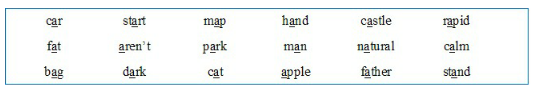 car start map hand castle rapid
fat aren't park man natural calm
bag dark cat apple father stand